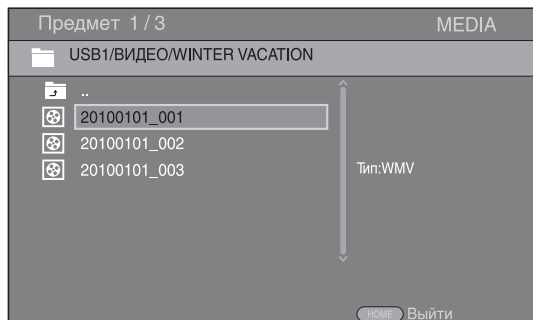 Предмет 1/3 MEDIA
USB1/ВИДЕО/WINTER VACATION
..
20100101_001
20100101_002
20100101_003
Тип:WMV
HOME Выйти